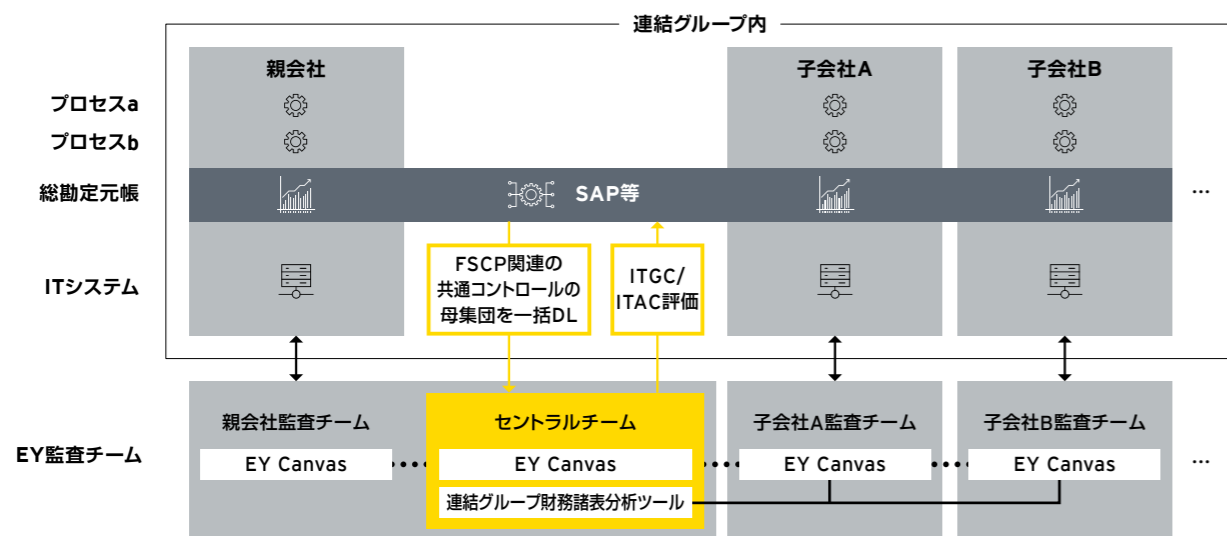 連結グループ内
親会社
子会社A
子会社B
プロセスa
プロセスb
総勘定元帳
SAP等
…
ITシステム
FSCP関連の
共通コントロールの
母集団を一括DL
ITGC/
ITAC評価
EY監査チーム
親会社監査チーム
セントラルチーム
子会社A監査チーム
子会社B監査チーム
EY Canvas
EY Canvas
EY Canvas
EY Canvas
…
連結グループ財務諸表分析ツール